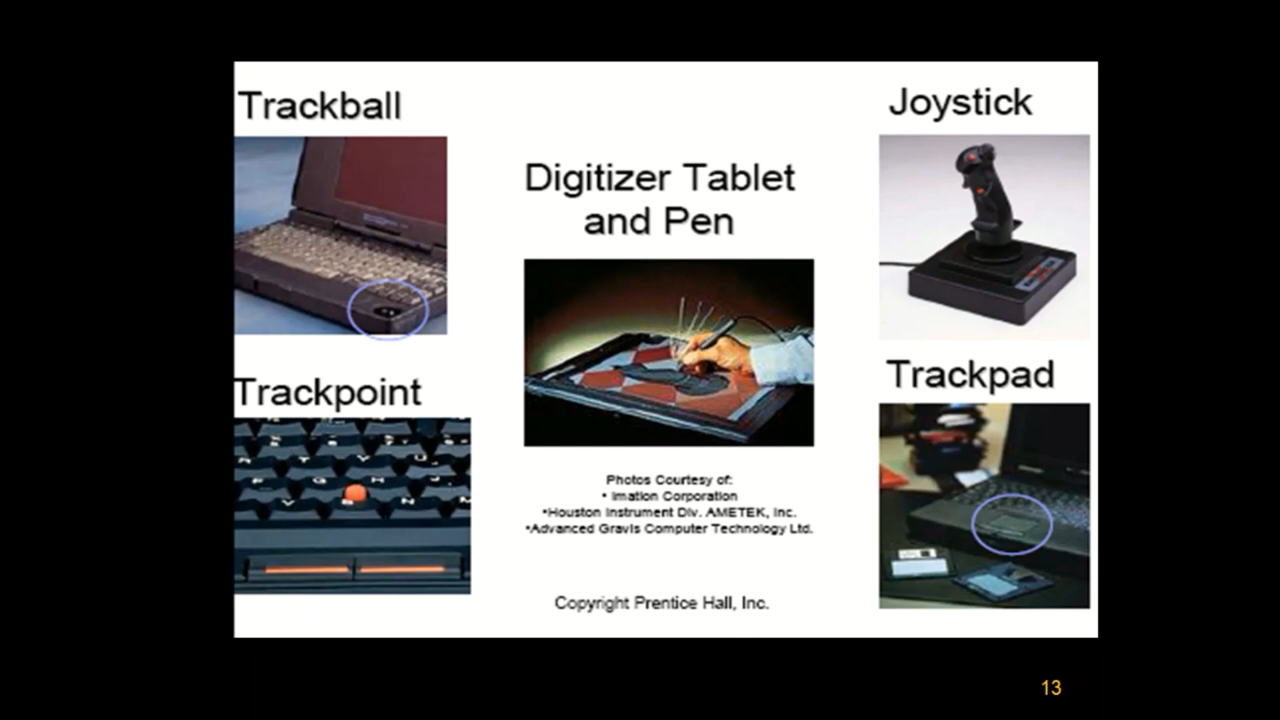 Trackball
Joystick
Digitizer Tablet
and Pen
Trackpoint
Trackpad
Photos Courtesy of:
• Imation Corporation
•Houston Instrument Div. AMETEK, Inc.
•Advanced Gravis Computer Technology Ltd.
Copyright Prentice Hall, Inc.
13